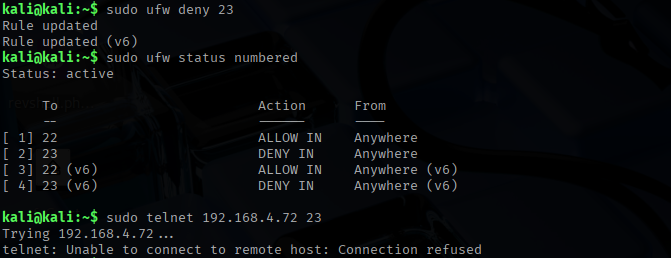 kali@kali:~$ sudo ufw deny 23
Rule updated
Rule updated (v6)
kali@kali:~$ sudo ufw status numbered
Status: active
To Action From
-- ------ ----
[ 1] 22 ALLOW IN Anywhere
[ 2] 23 DENY IN Anywhere
[ 3] 22 (v6) ALLOW IN Anywhere (v6)
[ 4] 23 (v6) DENY IN Anywhere (v6)
kali@kali:~$ sudo telnet 192.168.4.72 23
Trying 192.168.4.72...
telnet: Unable to connect to remote host: Connection refused